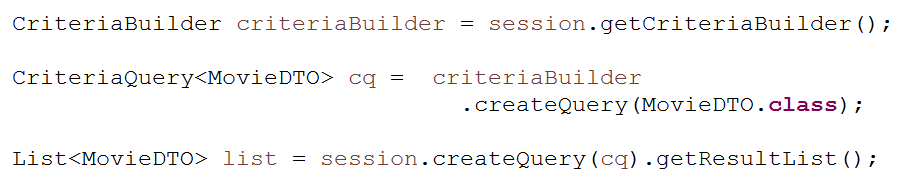 CriteriaBuilder criteriaBuilder = session.getCriteriaBuilder();
CriteriaQuery<MovieDTO> cq =  criteriaBuilder
.createQuery(MovieDTO.class);
List<MovieDTO> list = session.createQuery(cq).getResultList();